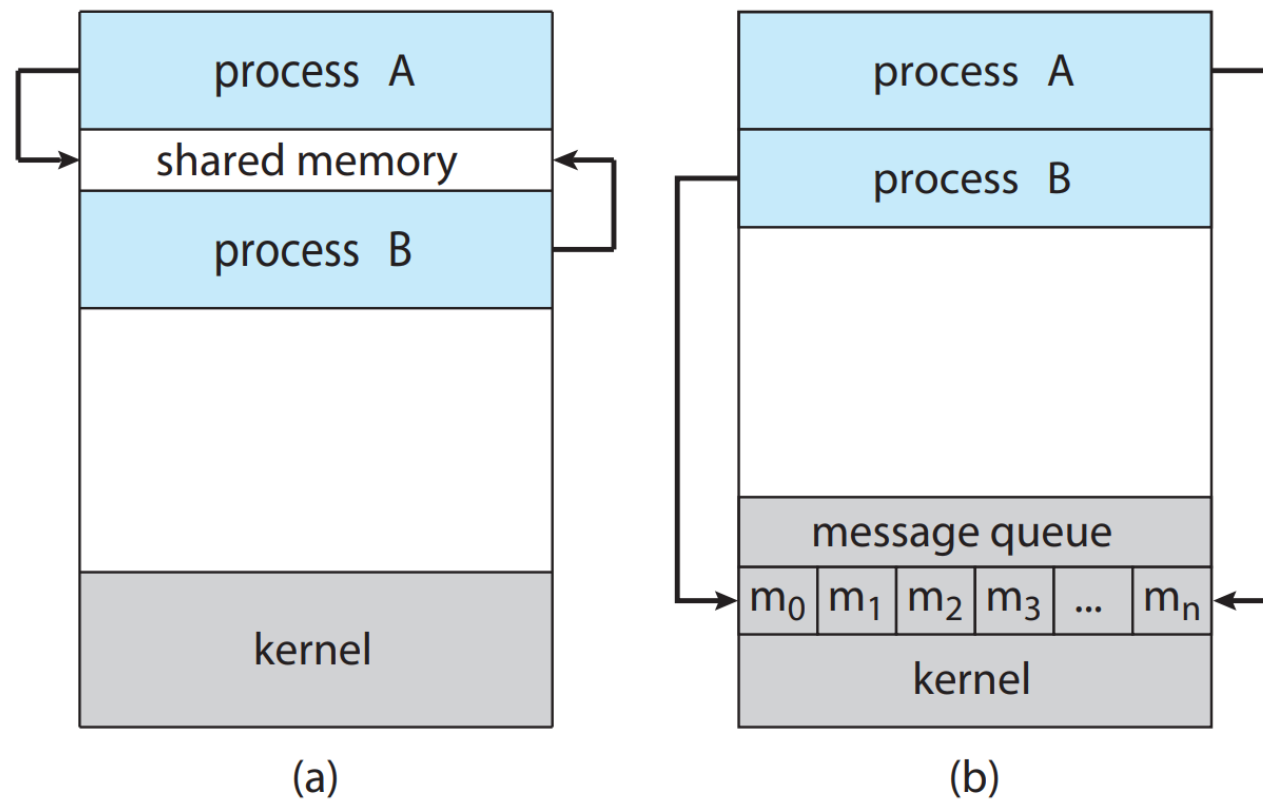 process A
shared memory
process B
kernel
(a)
process A
process B
message queue
m₀ m₁ m₂ m₃ ... mₙ
kernel
(b)